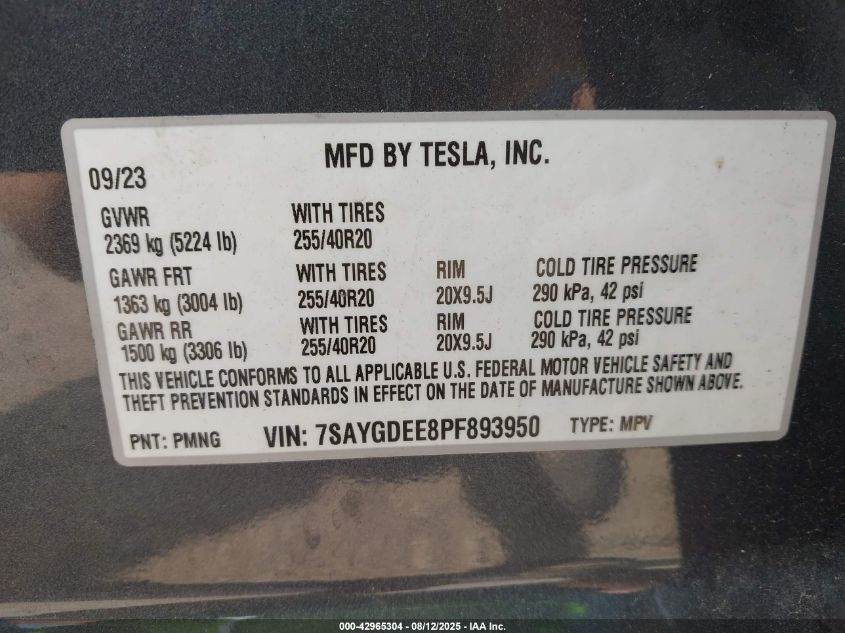 MFD BY TESLA, INC.
09/23
GVWR WITH TIRES
2369 kg (5224 lb) 255/40R20
GAWR FRT WITH TIRES RIM COLD TIRE PRESSURE
1363 kg (3004 lb) 255/40R20 20X9.5J 290 kPa, 42 psi
GAWR RR WITH TIRES RIM COLD TIRE PRESSURE
1500 kg (3306 lb) 255/40R20 20X9.5J 290 kPa, 42 psi
THIS VEHICLE CONFORMS TO ALL APPLICABLE U.S. FEDERAL MOTOR VEHICLE SAFETY AND
THEFT PREVENTION STANDARDS IN EFFECT ON THE DATE OF MANUFACTURE SHOWN ABOVE.
PNT: PMNG VIN: 7SAYGDEE8PF893950 TYPE: MPV
000-42965304 - 08/12/2025 - IAA Inc.